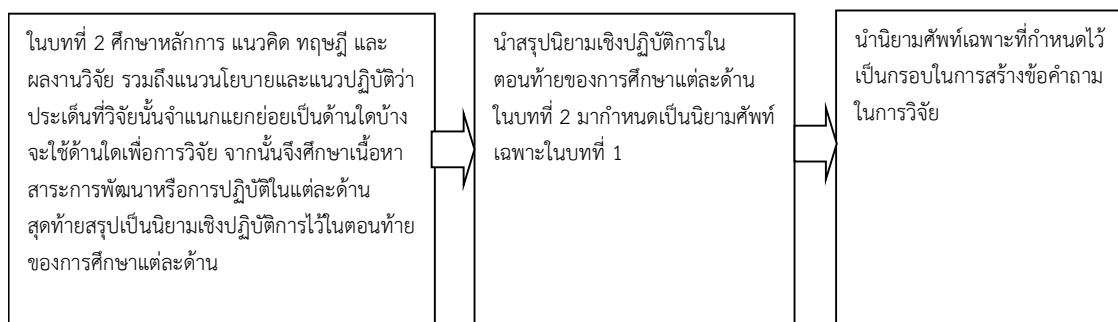 ในบทที่ 2 ศึกษาหลักการ แนวคิด ทฤษฎี และ
ผลงานวิจัย รวมถึงแนวนโยบายและแนวปฏิบัติว่า
ประเด็นที่วิจัยนั้นจำแนกแยกย่อยเป็นด้านใดบ้าง
จะใช้ด้านใดเพื่อการวิจัย จากนั้นจึงศึกษาเนื้อหา
สาระการพัฒนาหรือการปฏิบัติในแต่ละด้าน
สุดท้ายสรุปเป็นนิยามเชิงปฏิบัติการไว้ในตอนท้าย
ของการศึกษาแต่ละด้าน
นำสรุปนิยามเชิงปฏิบัติการใน
ตอนท้ายของการศึกษาแต่ละด้าน
ในบทที่ 2 มากำหนดเป็นนิยามศัพท์
เฉพาะในบทที่ 1
นำนิยามศัพท์เฉพาะที่กำหนดไว้
เป็นกรอบในการสร้างข้อคำถาม
ในการวิจัย